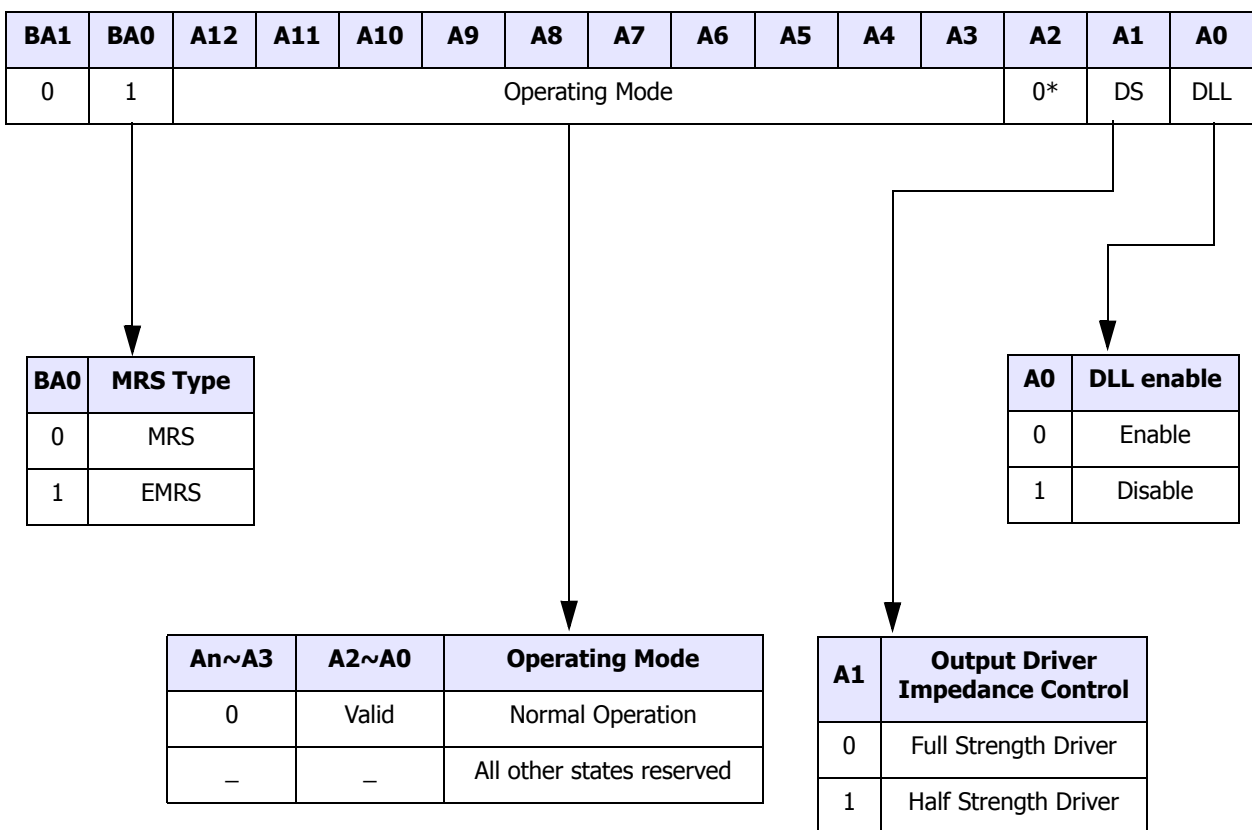 BA1 BA0 A12 A11 A10 A9 A8 A7 A6 A5 A4 A3 A2 A1 A0
0 1 Operating Mode 0* DS DLL
BA0 MRS Type
0 MRS
1 EMRS
A0 DLL enable
0 Enable
1 Disable
An~A3 A2~A0 Operating Mode
0 Valid Normal Operation
_ _ All other states reserved
A1 Output Driver
Impedance Control
0 Full Strength Driver
1 Half Strength Driver